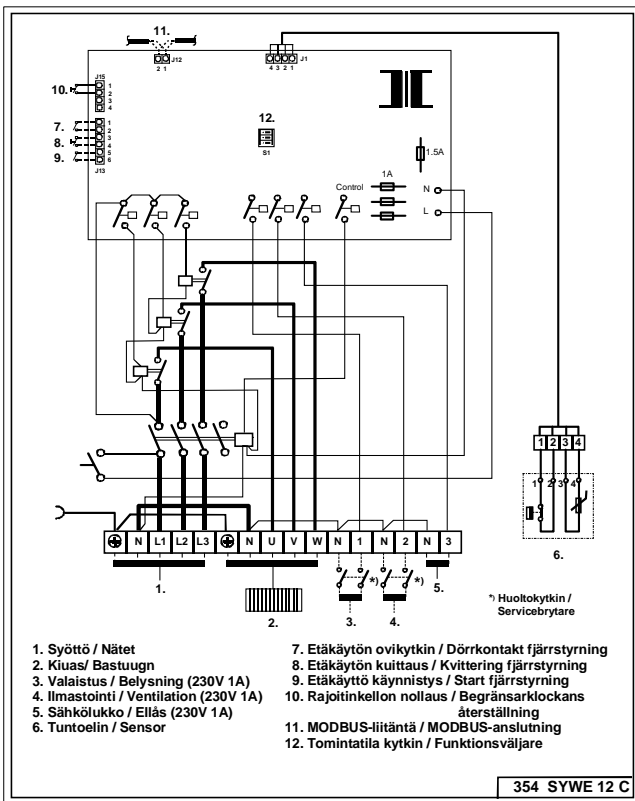 11.
J12
2 1
J1
4 3 2 1
J15
10.
1
2
3
4
12.
S1
7.
8.
9.
1
2
3
4
5
6
J13
1.5A
1A
Control
N
L
1 2 3 4
1 2 3 4
6.
N L1 L2 L3 N U V W N 1 N 2 N 3
*) *)
1. 2. 3. 4. 5.
*) Huoltokytkin /
Servicebrytare
1. Syöttö / Nätet
2. Kiuas/ Bastuugn
3. Valaistus / Belysning (230V 1A)
4. Ilmastointi / Ventilation (230V 1A)
5. Sähkölukko / Ellås (230V 1A)
6. Tuntoelin / Sensor
7. Etäkäytön ovikytkin / Dörrkontakt fjärrstyrning
8. Etäkäytön kuittaus / Kvittering fjärrstyrning
9. Etäkäyttö käynnistys / Start fjärrstyrning
10. Rajoitinkellon nollaus / Begränsarklockans
återställning
11. MODBUS-liitäntä / MODBUS-anslutning
12. Tomintatila kytkin / Funktionsväljare
354 SYWE 12 C